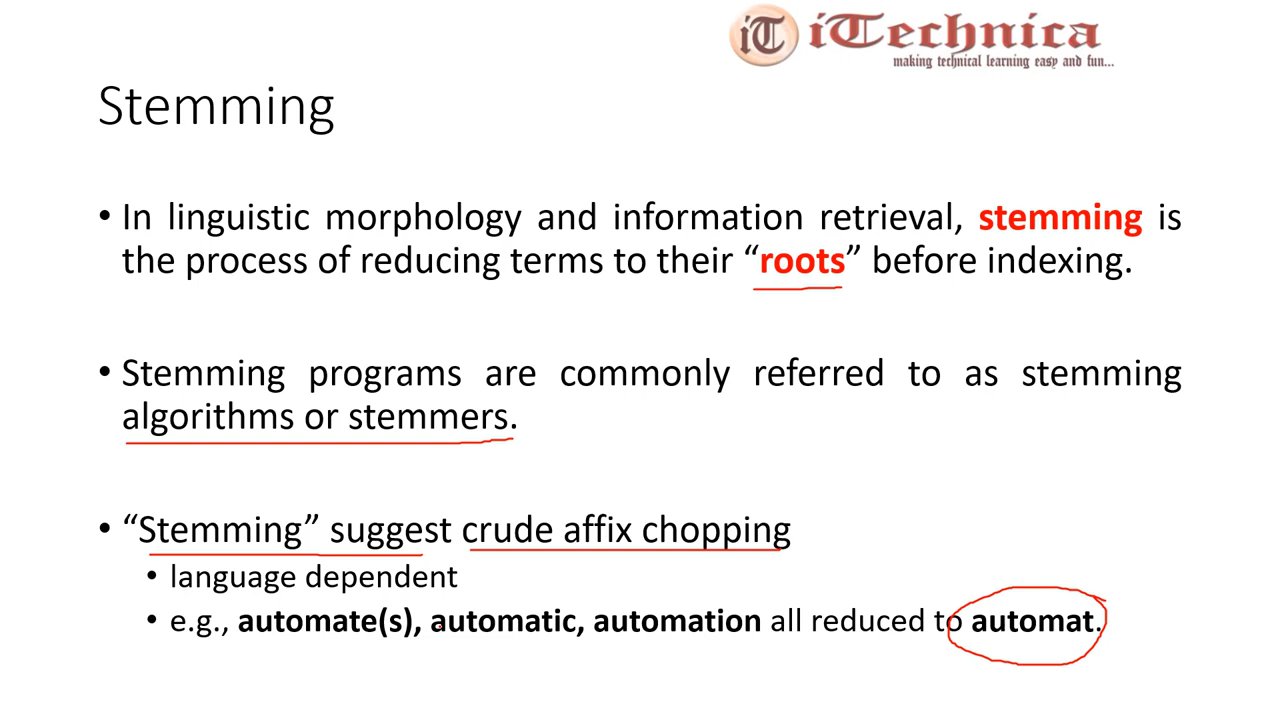 iT iTechnica
making technical learning easy and fun...
Stemming
• In linguistic morphology and information retrieval, stemming is
the process of reducing terms to their “roots” before indexing.
• Stemming programs are commonly referred to as stemming
algorithms or stemmers.
• “Stemming” suggest crude affix chopping
• language dependent
• e.g., automate(s), automatic, automation all reduced to automat.